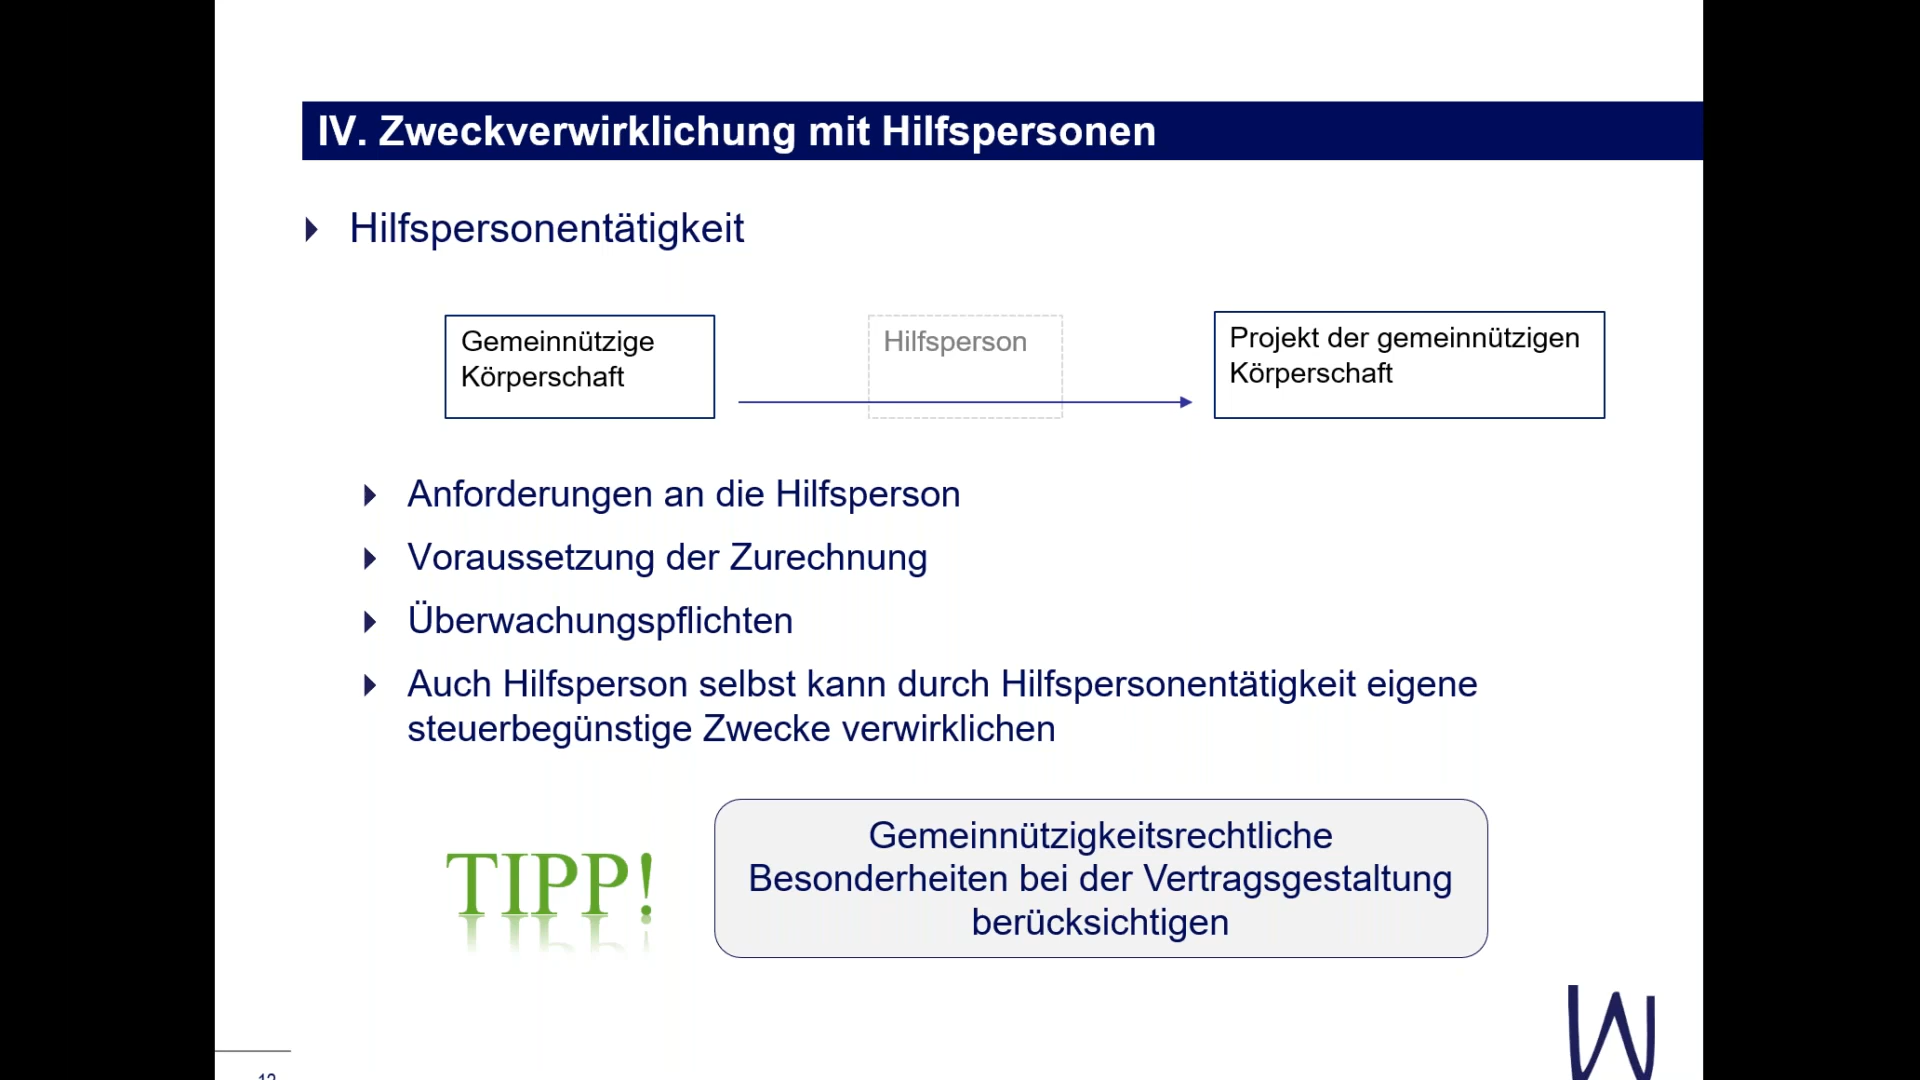 IV. Zweckverwirklichung mit Hilfspersonen
Hilfspersonentätigkeit
Gemeinnützige
Körperschaft
Hilfsperson
Projekt der gemeinnützigen
Körperschaft
Anforderungen an die Hilfsperson
Voraussetzung der Zurechnung
Überwachungspflichten
Auch Hilfsperson selbst kann durch Hilfspersonentätigkeit eigene
steuerbegünstige Zwecke verwirklichen
TIPP!
Gemeinnützigkeitsrechtliche
Besonderheiten bei der Vertragsgestaltung
berücksichtigen
W